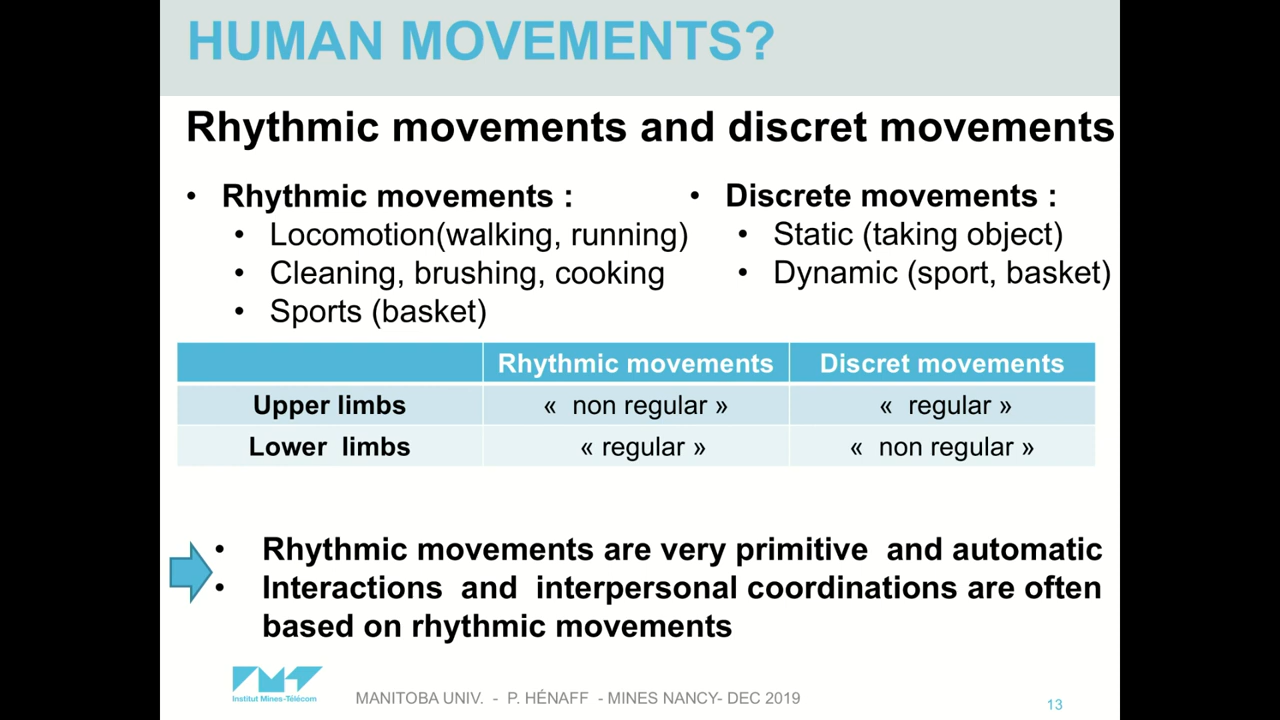 HUMAN MOVEMENTS?
Rhythmic movements and discret movements
• Rhythmic movements :
• Locomotion(walking, running)
• Cleaning, brushing, cooking
• Sports (basket)
• Discrete movements :
• Static (taking object)
• Dynamic (sport, basket)
Rhythmic movements Discret movements
Upper limbs « non regular » « regular »
Lower limbs « regular » « non regular »
• Rhythmic movements are very primitive and automatic
• Interactions and interpersonal coordinations are often
based on rhythmic movements
Institut Mines-Télécom
MANITOBA UNIV. - P. HÉNAFF - MINES NANCY- DEC 2019
13